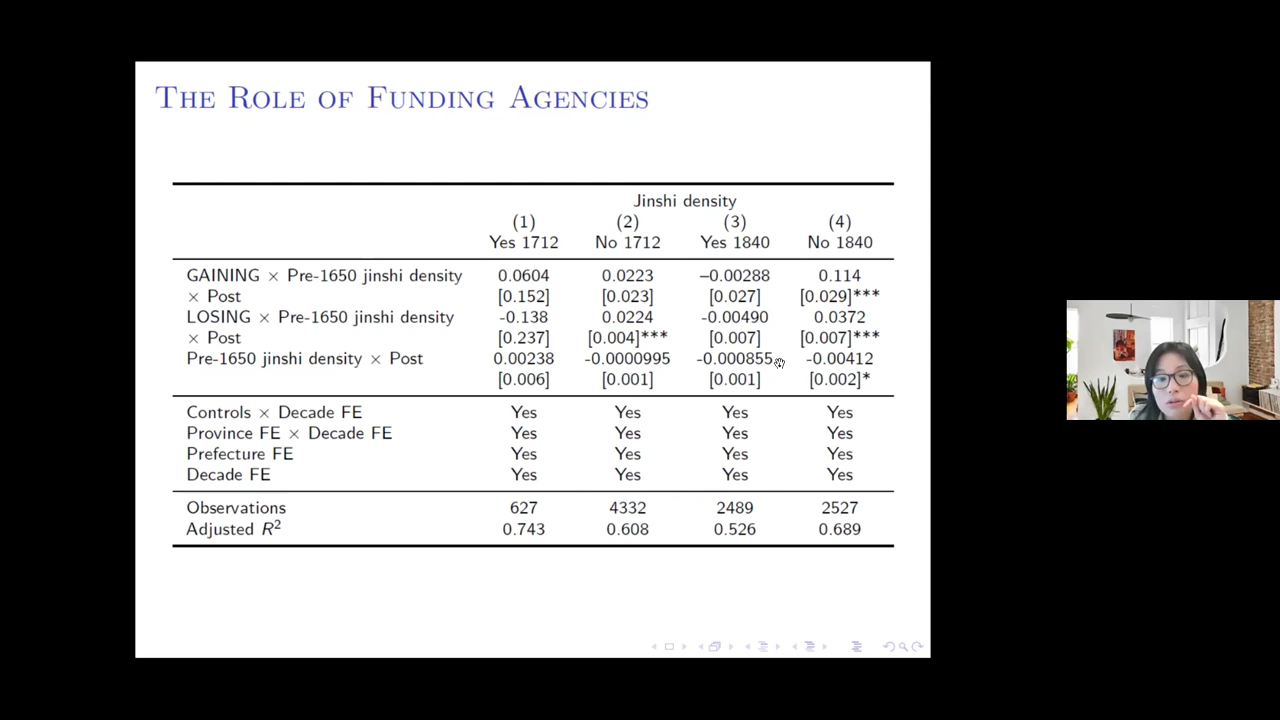 THE ROLE OF FUNDING AGENCIES
Jinshi density
(1) (2) (3) (4)
Yes 1712 No 1712 Yes 1840 No 1840
GAINING × Pre-1650 jinshi density 0.0604 0.0223 –0.00288 0.114
× Post [0.152] [0.023] [0.027] [0.029]***
LOSING × Pre-1650 jinshi density -0.138 0.0224 -0.00490 0.0372
× Post [0.237] [0.004]*** [0.007] [0.007]***
Pre-1650 jinshi density × Post 0.00238 -0.0000995 -0.000855 -0.00412
[0.006] [0.001] [0.001] [0.002]*
Controls × Decade FE Yes Yes Yes Yes
Province FE × Decade FE Yes Yes Yes Yes
Prefecture FE Yes Yes Yes Yes
Decade FE Yes Yes Yes Yes
Observations 627 4332 2489 2527
Adjusted R² 0.743 0.608 0.526 0.689